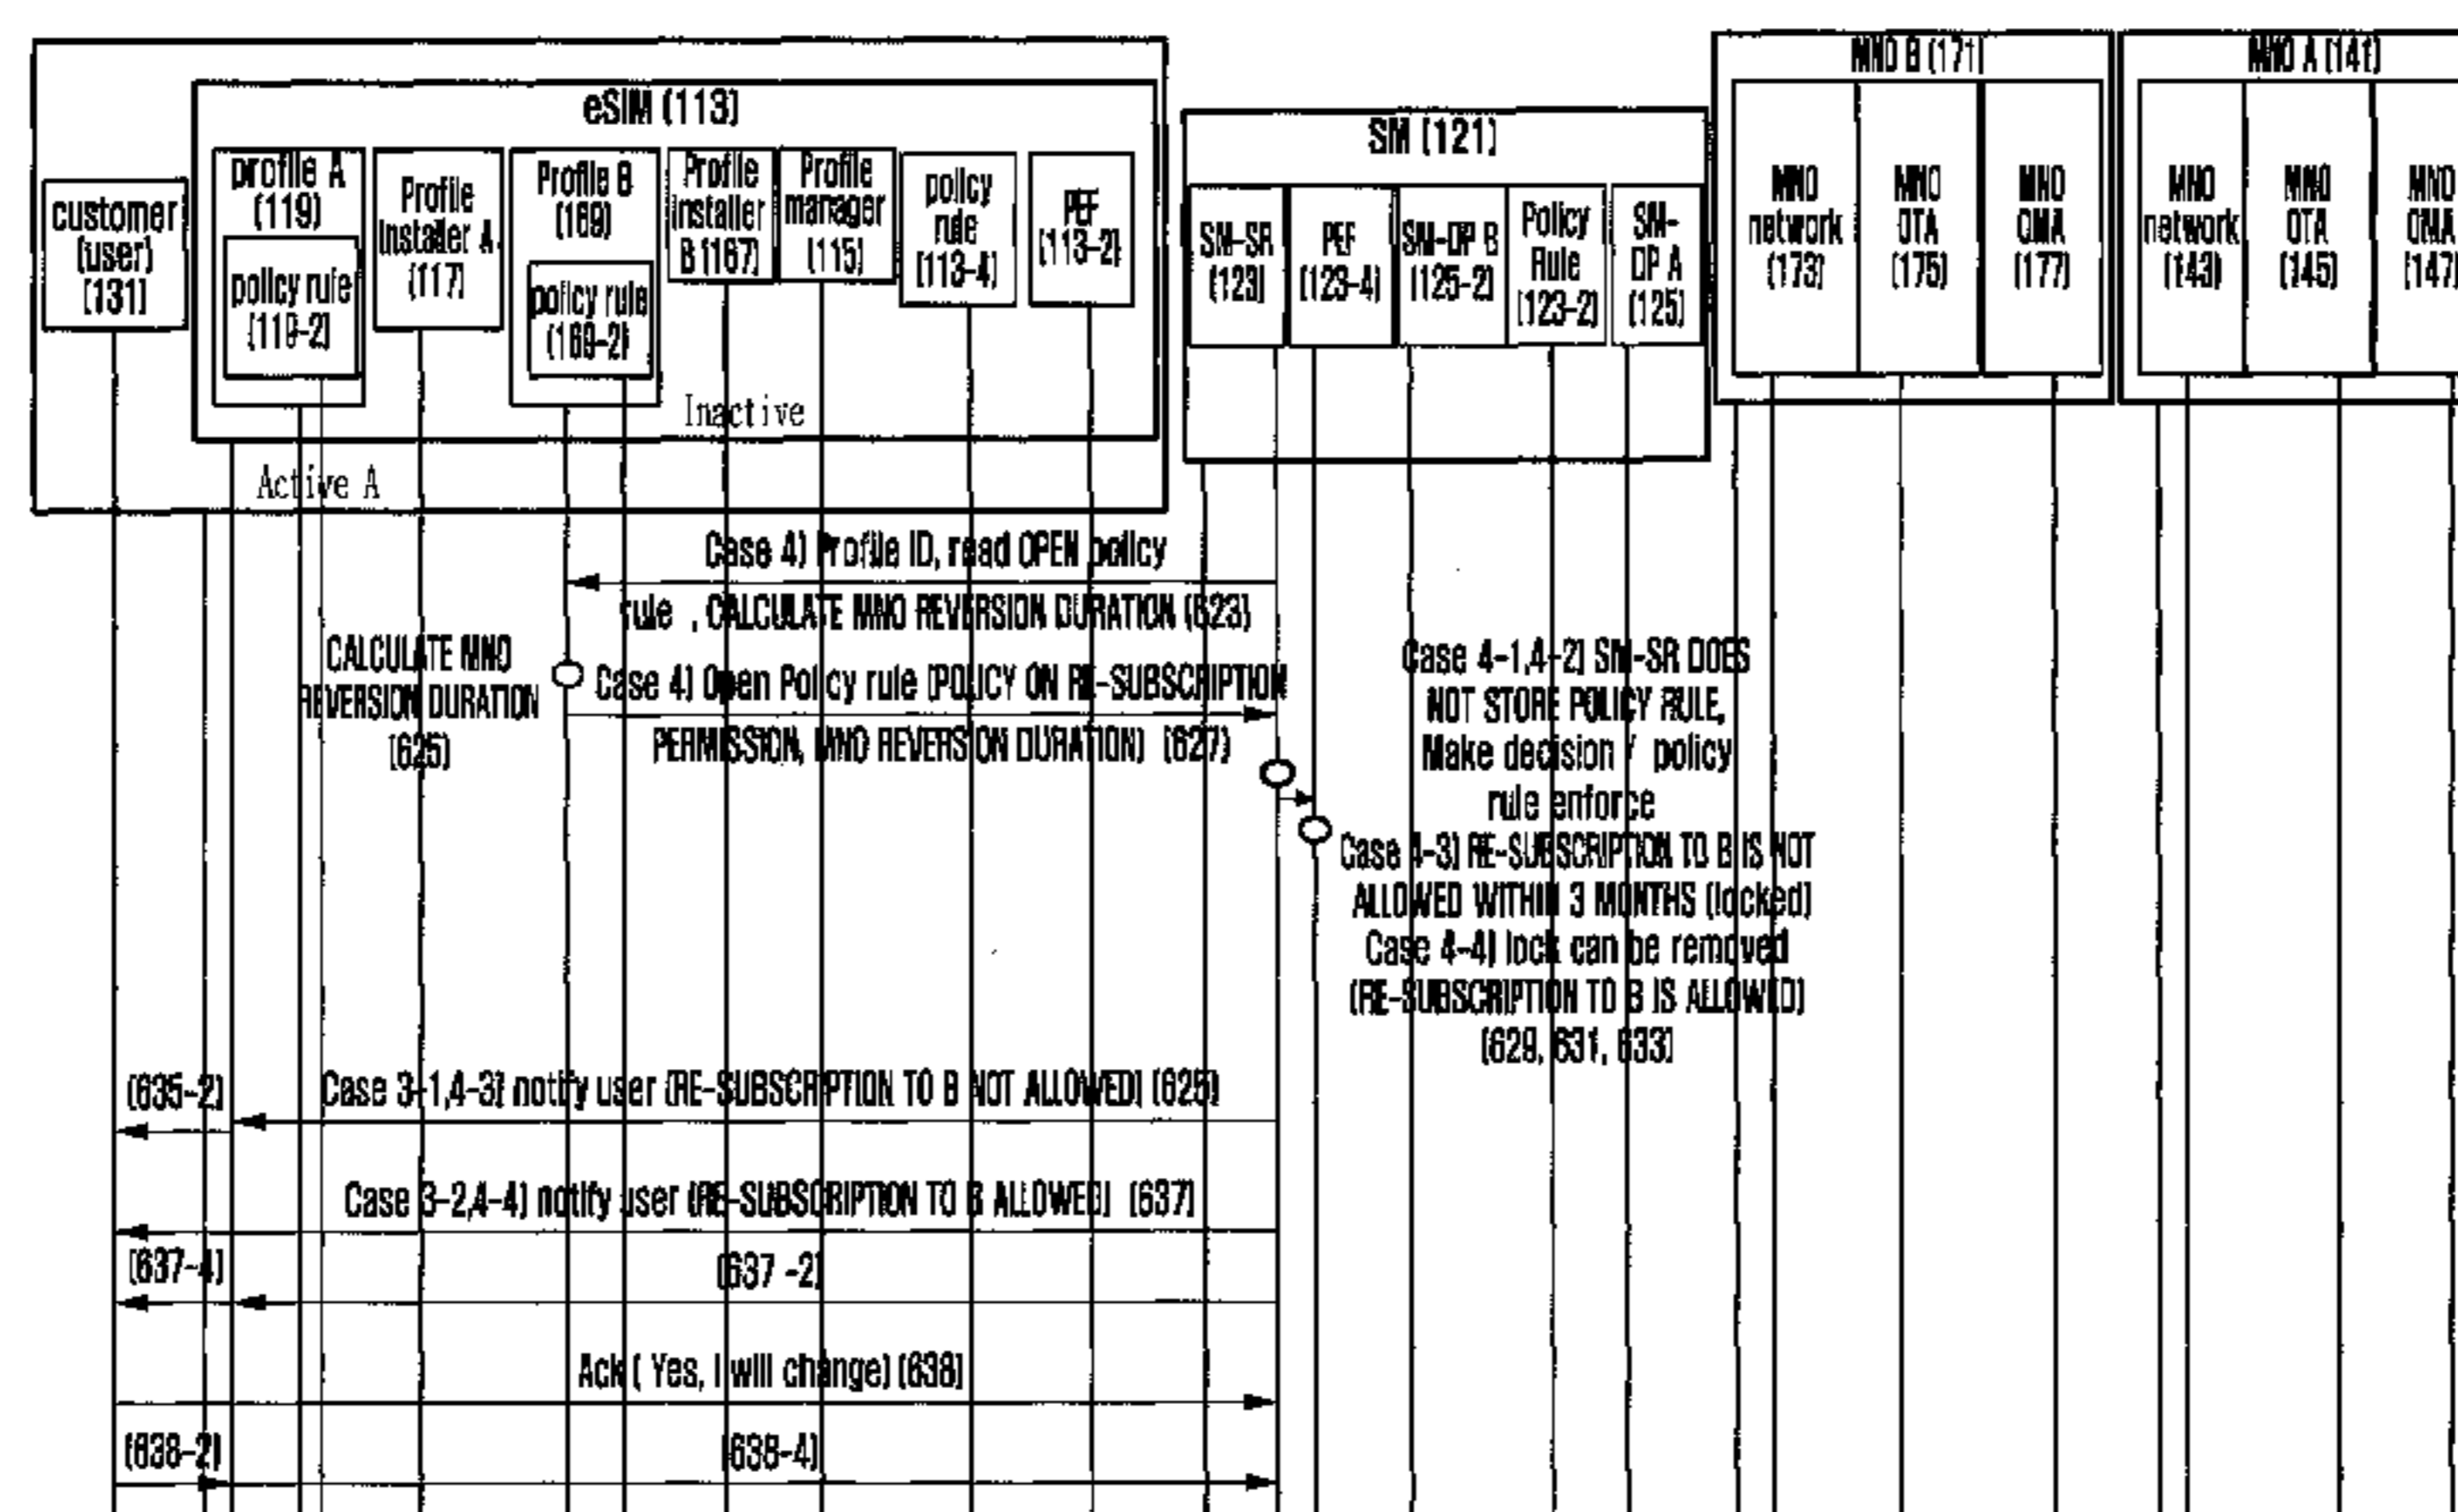 MNO B (171)
MNO A (141)
eSIM (113)
SM (121)
customer
(user)
(131)
profile A
(119)
policy rule
(119-2)
Profile
Installer A
(117)
Profile B
(169)
policy rule
(169-2)
Profile
installer
B (167)
Profile
manager
(115)
policy
rule
(113-4)
PEF
(113-2)
SM-SR
(123)
PEF
(123-4)
SM-DP B
(125-2)
Policy
Rule
(123-2)
SM-
DP A
(125)
MNO
network
(173)
MNO
OTA
(175)
MNO
OMA
(177)
MNO
network
(143)
MNO
OTA
(145)
MNO
OMA
(147)
Inactive
Active A
Case 4) Profile ID, read OPEN policy
rule , CALCULATE MNO REVERSION DURATION (623)
CALCULATE MNO
REVERSION DURATION
(625)
Case 4) Open Policy rule (POLICY ON RE-SUBSCRIPTION
PERMISSION, MNO REVERSION DURATION) (627)
Case 4-1,4-2) SM-SR DOES
NOT STORE POLICY RULE,
Make decision / policy
rule enforce
Case 4-3) RE-SUBSCRIPTION TO B IS NOT
ALLOWED WITHIN 3 MONTHS (locked)
Case 4-4) lock can be removed
(RE-SUBSCRIPTION TO B IS ALLOWED)
(629, 631, 633)
(635-2)
Case 3-1,4-3) notify user (RE-SUBSCRIPTION TO B NOT ALLOWED) (625)
Case 3-2,4-4) notify user (RE-SUBSCRIPTION TO B ALLOWED) (637)
(637-4)
(637 -2)
Ack ( Yes, I will change) (638)
(638-2)
(638-4)